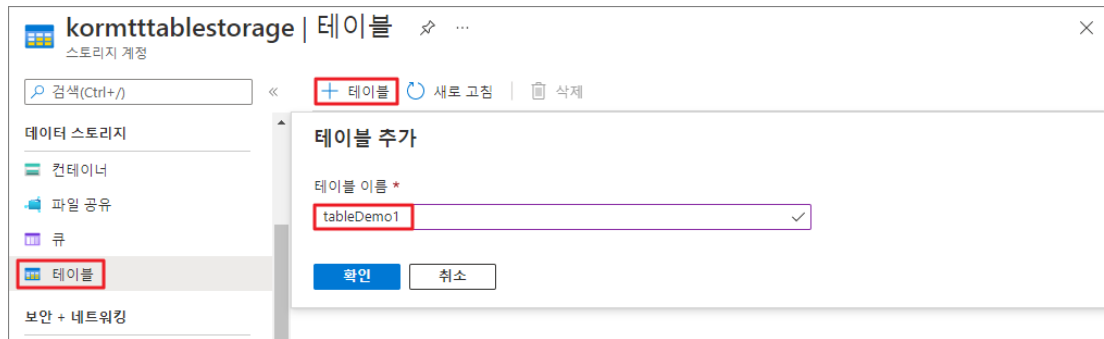 kormtttablestorage | 테이블
스토리지 계정
검색(Ctrl+/)
테이블
새로 고침
삭제
데이터 스토리지
컨테이너
파일 공유
큐
테이블
보안 + 네트워킹
테이블 추가
테이블 이름 *
tableDemo1
확인
취소